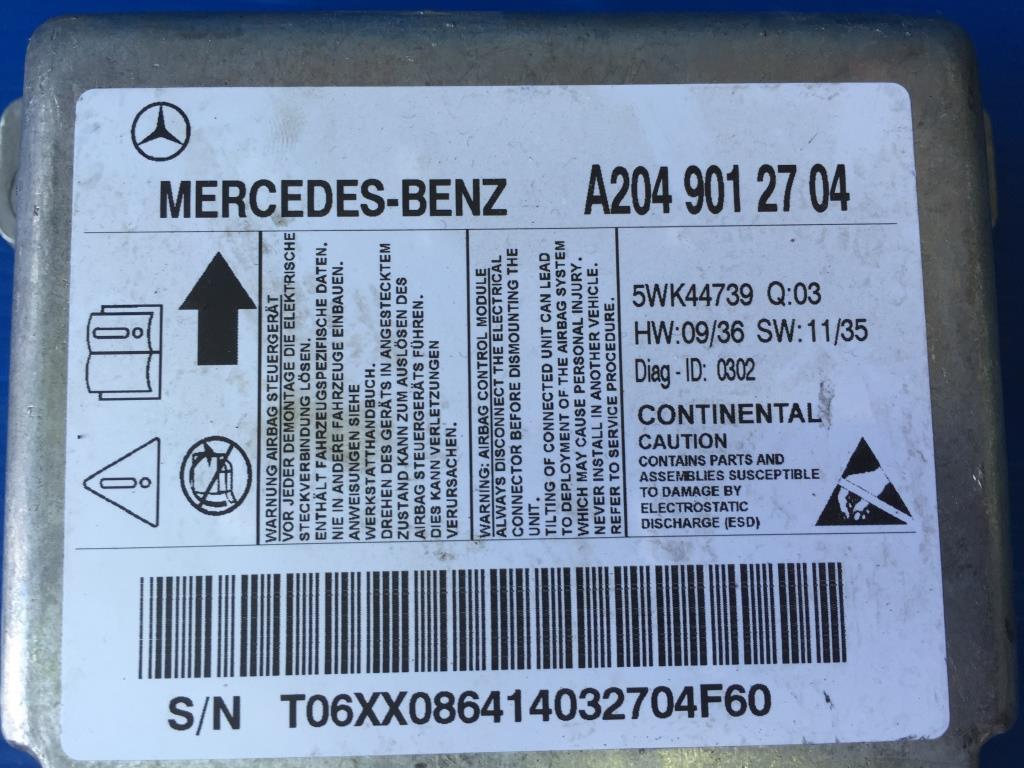 MERCEDES-BENZ A204 901 27 04
WARNUNG AIRBAG STEUERGERÄT
VOR JEDER DEMONTAGE DIE ELEKTRISCHE
STECKVERBINDUNG LÖSEN.
ENTHÄLT FAHRZEUGSPEZIFISCHE DATEN.
NIE IN ANDERE FAHRZEUGE EINBAUEN.
ANWEISUNGEN SIEHE
WERKSTATTHANDBUCH.
DREHEN DES GERÄTS IN ANGESTECKTEM
ZUSTAND KANN ZUM AUSLÖSEN DES
AIRBAG STEUERGERÄTS FÜHREN.
DIES KANN VERLETZUNGEN
VERURSACHEN.
WARNING: AIRBAG CONTROL MODULE
ALWAYS DISCONNECT THE ELECTRICAL
CONNECTOR BEFORE DISMOUNTING THE
UNIT.
TILTING OF CONNECTED UNIT CAN LEAD
TO DEPLOYMENT OF THE AIRBAG SYSTEM
WHICH MAY CAUSE PERSONAL INJURY.
NEVER INSTALL IN ANOTHER VEHICLE.
REFER TO SERVICE PROCEDURE.
5WK44739 Q:03
HW:09/36 SW:11/35
Diag - ID: 0302
CONTINENTAL
CAUTION
CONTAINS PARTS AND
ASSEMBLIES SUSCEPTIBLE
TO DAMAGE BY
ELECTROSTATIC
DISCHARGE (ESD)
S/N T06XX086414032704F60